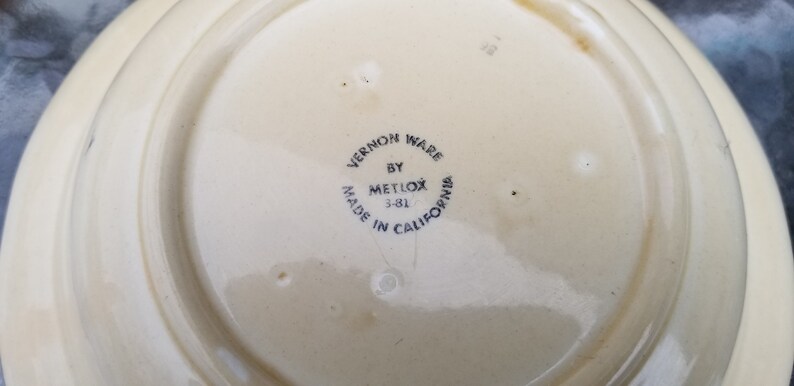 VERNON WARE
BY
METLOX
3-81
MADE IN CALIFORNIA